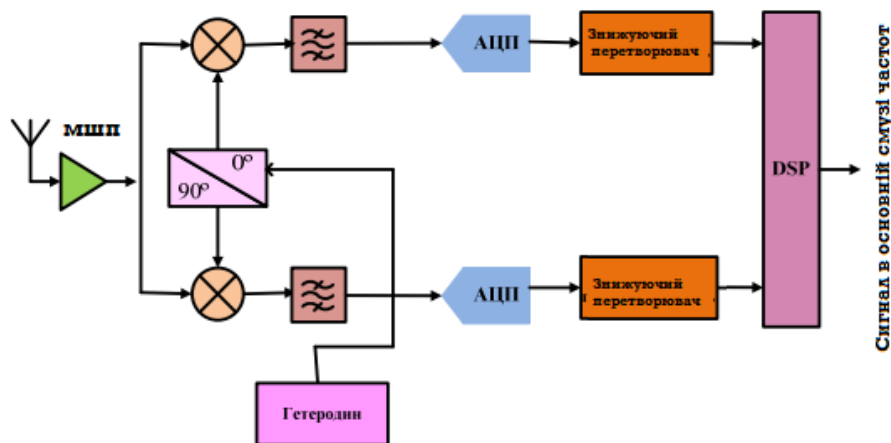 МШП
0°
90°
АЦП
Знижуючий
перетворювач
DSP
Сигнал в основній смузі частот
АЦП
Знижуючий
перетворювач
Гетеродин